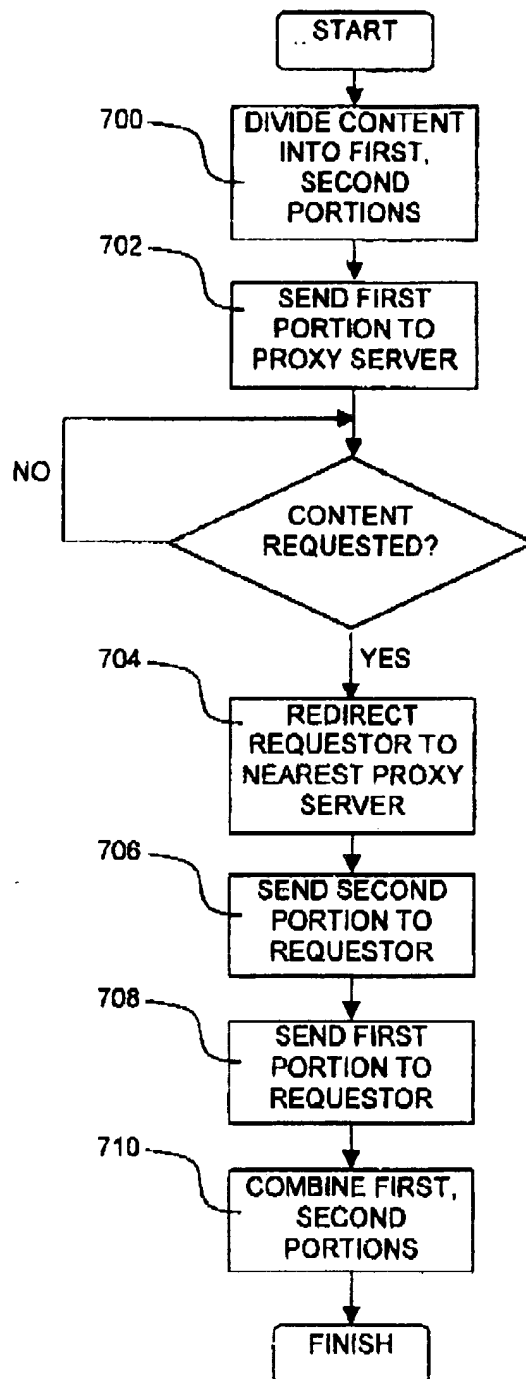 START
700
DIVIDE CONTENT
INTO FIRST,
SECOND
PORTIONS
702
SEND FIRST
PORTION TO
PROXY SERVER
NO
CONTENT
REQUESTED?
YES
704
REDIRECT
REQUESTOR TO
NEAREST PROXY
SERVER
706
SEND SECOND
PORTION TO
REQUESTOR
708
SEND FIRST
PORTION TO
REQUESTOR
710
COMBINE FIRST,
SECOND
PORTIONS
FINISH